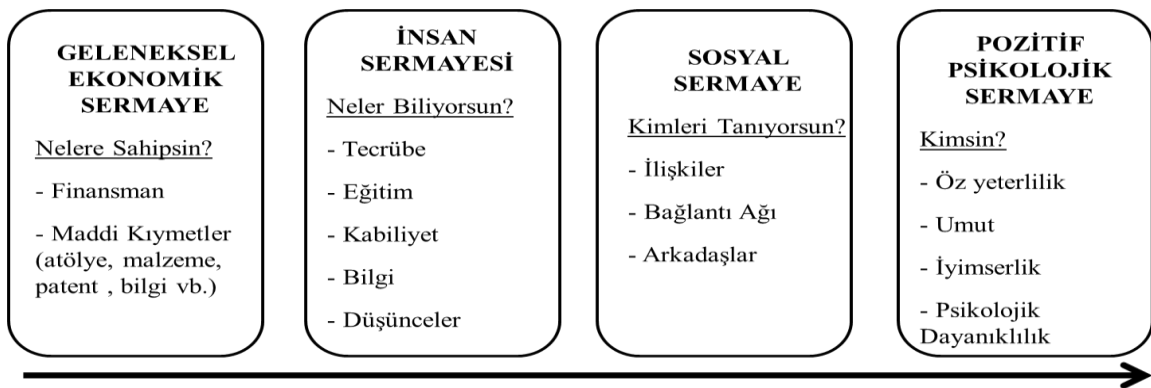 GELENEKSEL
EKONOMİK
SERMAYE
Nelere Sahipsin?
- Finansman
- Maddi Kıymetler
(atölye, malzeme,
patent , bilgi vb.)
İNSAN
SERMAYESİ
Neler Biliyorsun?
- Tecrübe
- Eğitim
- Kabiliyet
- Bilgi
- Düşünceler
SOSYAL
SERMAYE
Kimleri Tanıyorsun?
- İlişkiler
- Bağlantı Ağı
- Arkadaşlar
POZİTİF
PSİKOLOJİK
SERMAYE
Kimsin?
- Öz yeterlilik
- Umut
- İyimserlik
- Psikolojik
Dayanıklılık